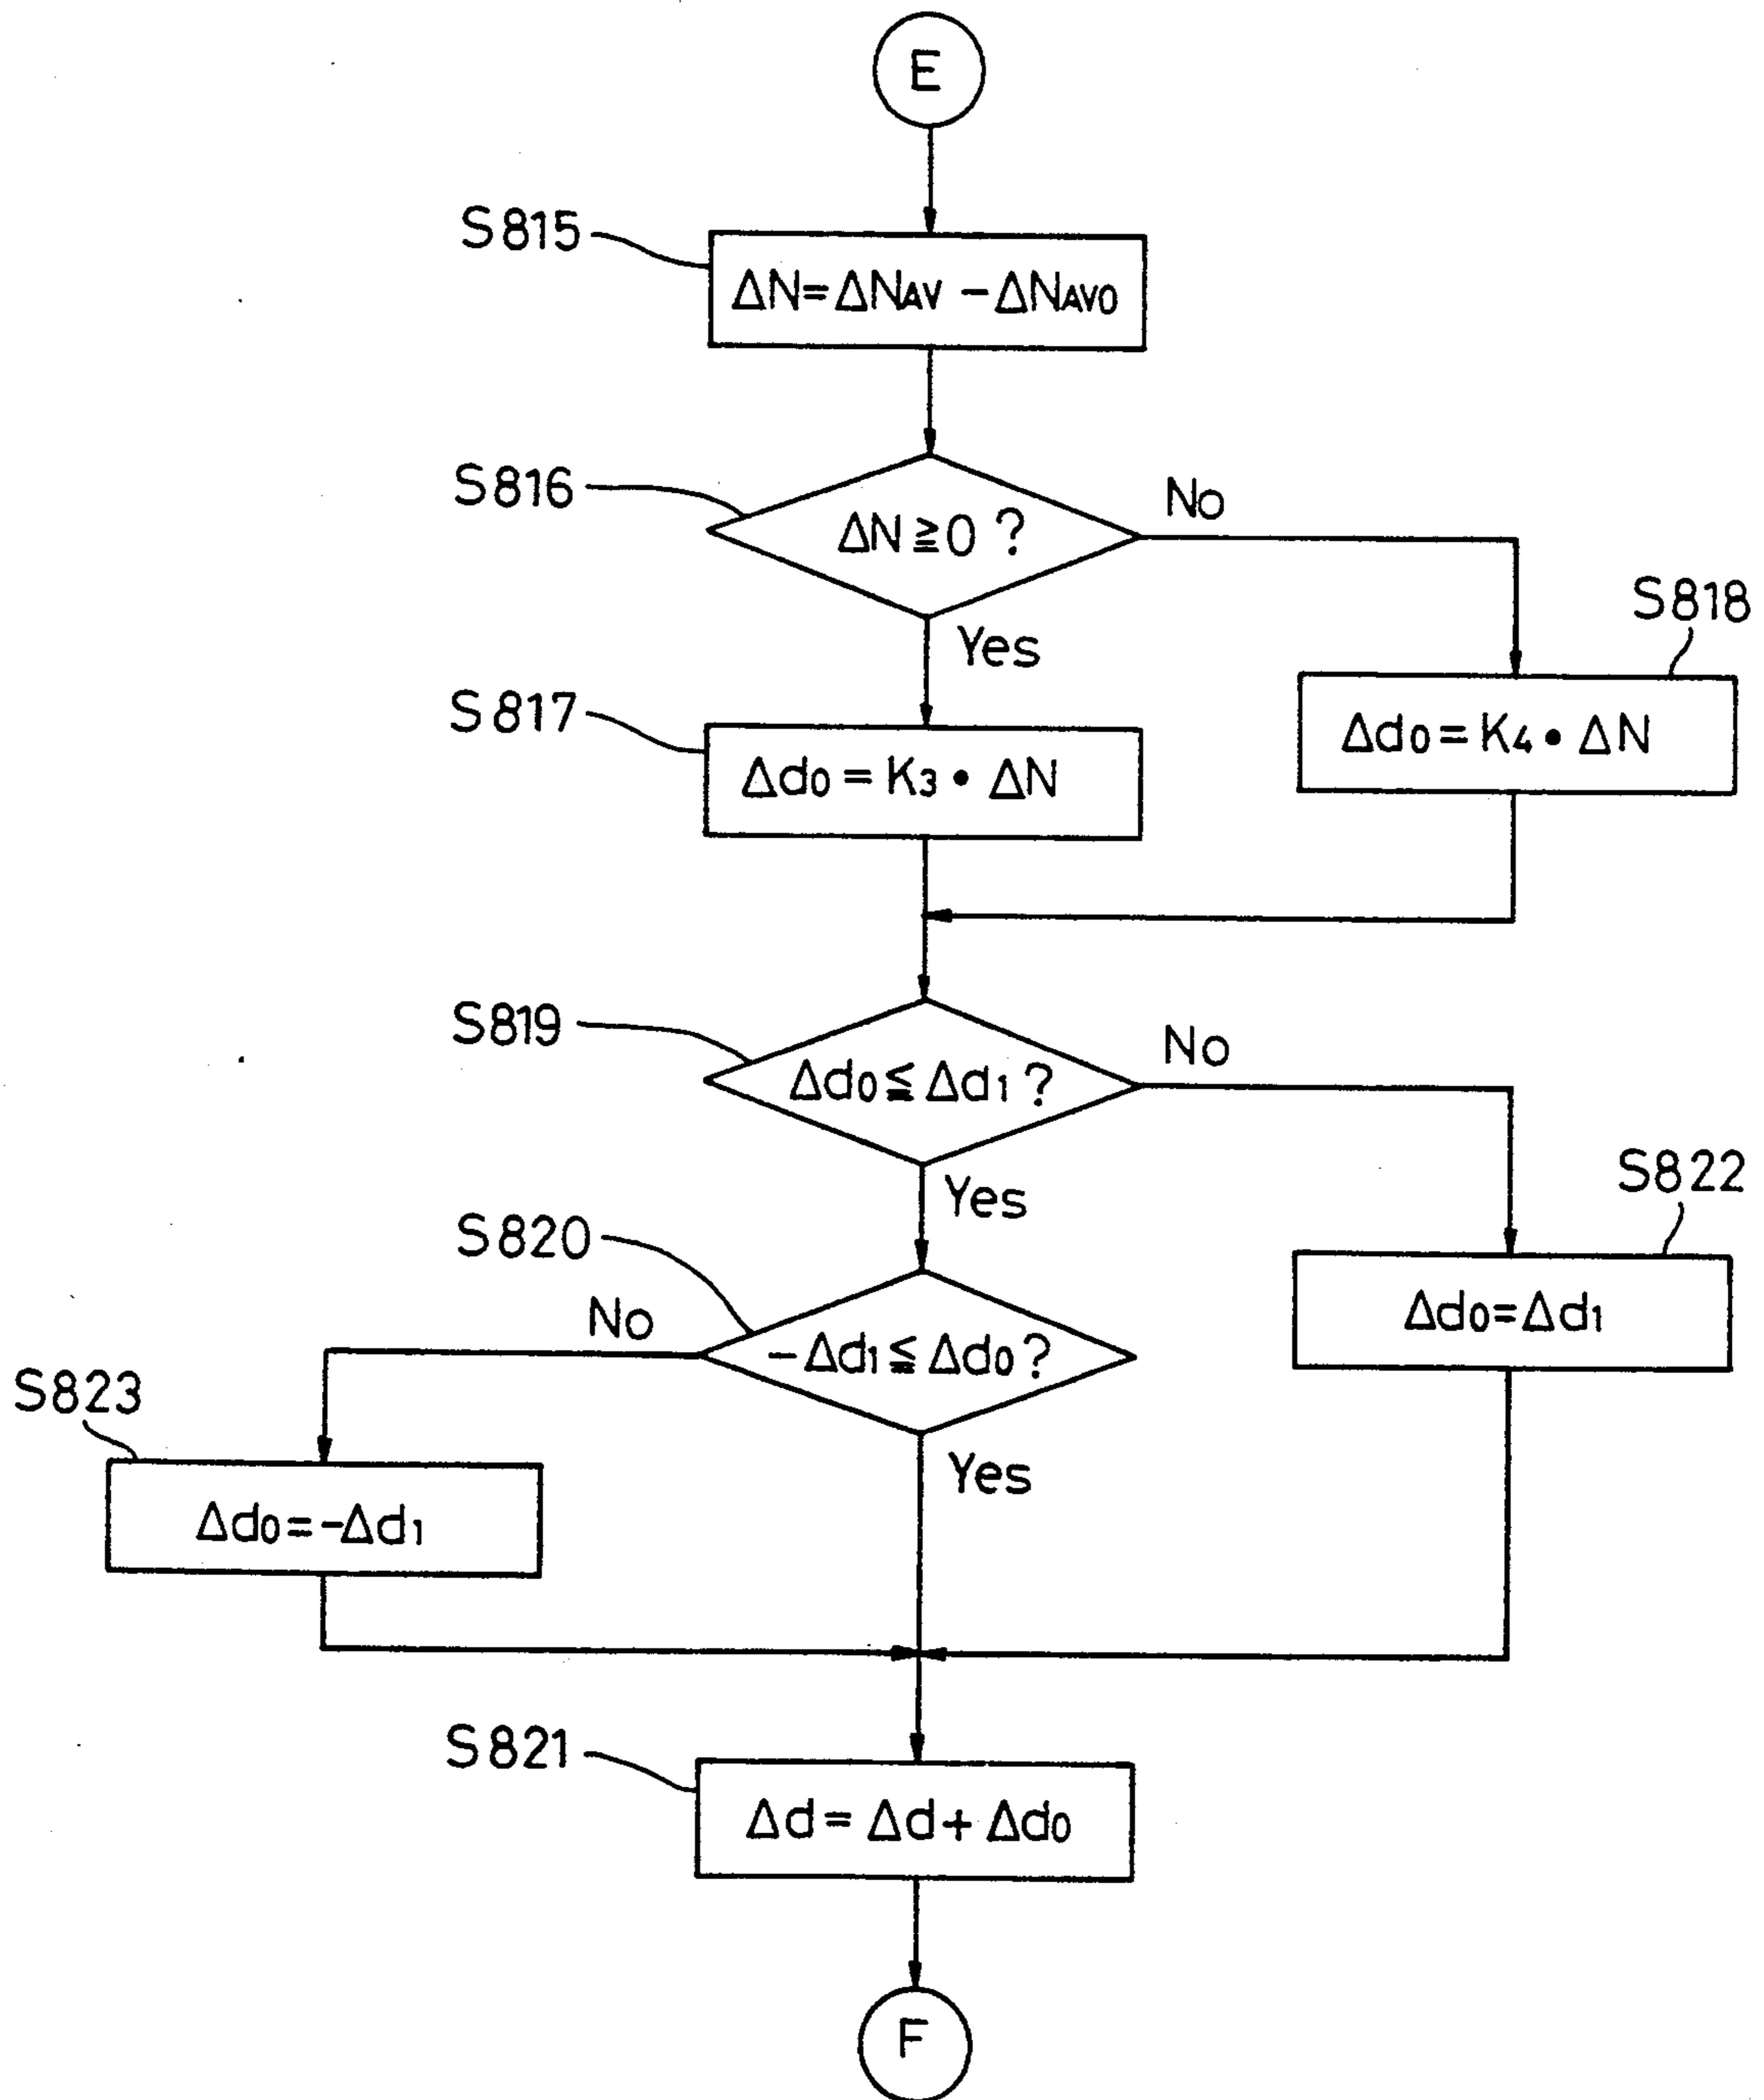 E
S815
ΔN=ΔNAV -ΔNAV0
S816
ΔN≧0 ?
No
Yes
S818
Δd0 = K4 • ΔN
S817
Δd0 = K3 • ΔN
S819
Δd0 ≦ Δd1 ?
No
Yes
S822
Δd0=Δd1
S820
-Δd1 ≦ Δd0 ?
No
Yes
S823
Δd0=-Δd1
S821
Δd = Δd + Δd0
F